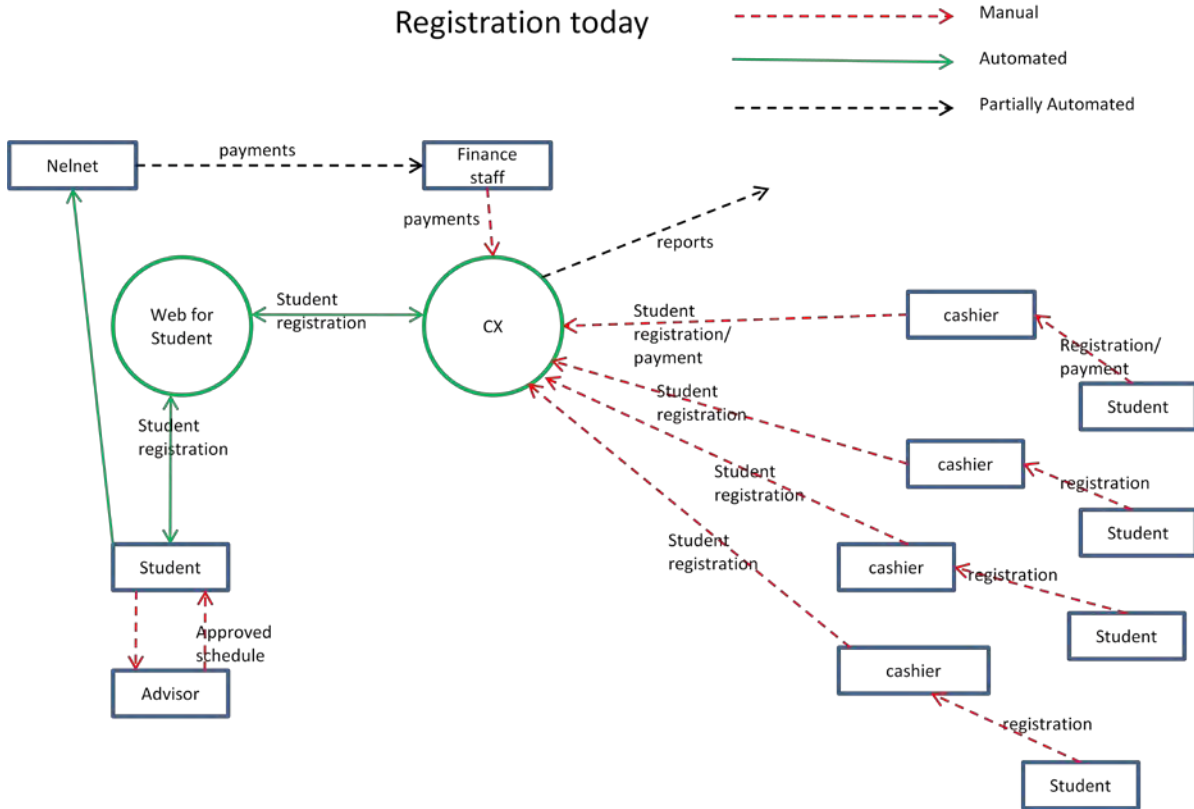 Registration today
Manual
Automated
Partially Automated
Nelnet
payments
Finance
staff
payments
reports
Web for
Student
Student
registration
CX
Student
registration/
payment
cashier
Registration/
payment
Student
Student
registration
cashier
registration
Student
Student
registration
Student
registration
cashier
registration
Student
Student
registration
Student
Approved
schedule
Advisor
cashier
registration
Student